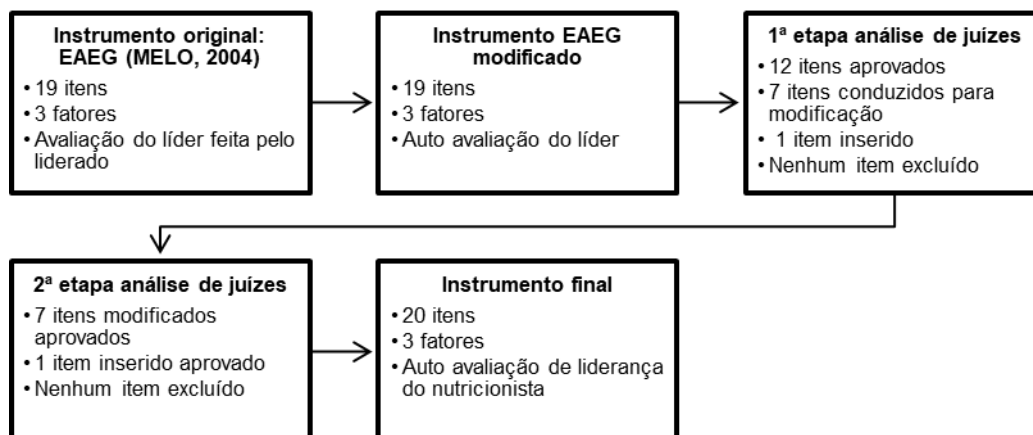 Instrumento original:
EAEG (MELO, 2004)
• 19 itens
• 3 fatores
• Avaliação do líder feita pelo
liderado
Instrumento EAEG
modificado
• 19 itens
• 3 fatores
• Auto avaliação do líder
1ª etapa análise de juízes
• 12 itens aprovados
• 7 itens conduzidos para
modificação
• 1 item inserido
• Nenhum item excluído
2ª etapa análise de juízes
• 7 itens modificados
aprovados
• 1 item inserido aprovado
• Nenhum item excluído
Instrumento final
• 20 itens
• 3 fatores
• Auto avaliação de liderança
do nutricionista